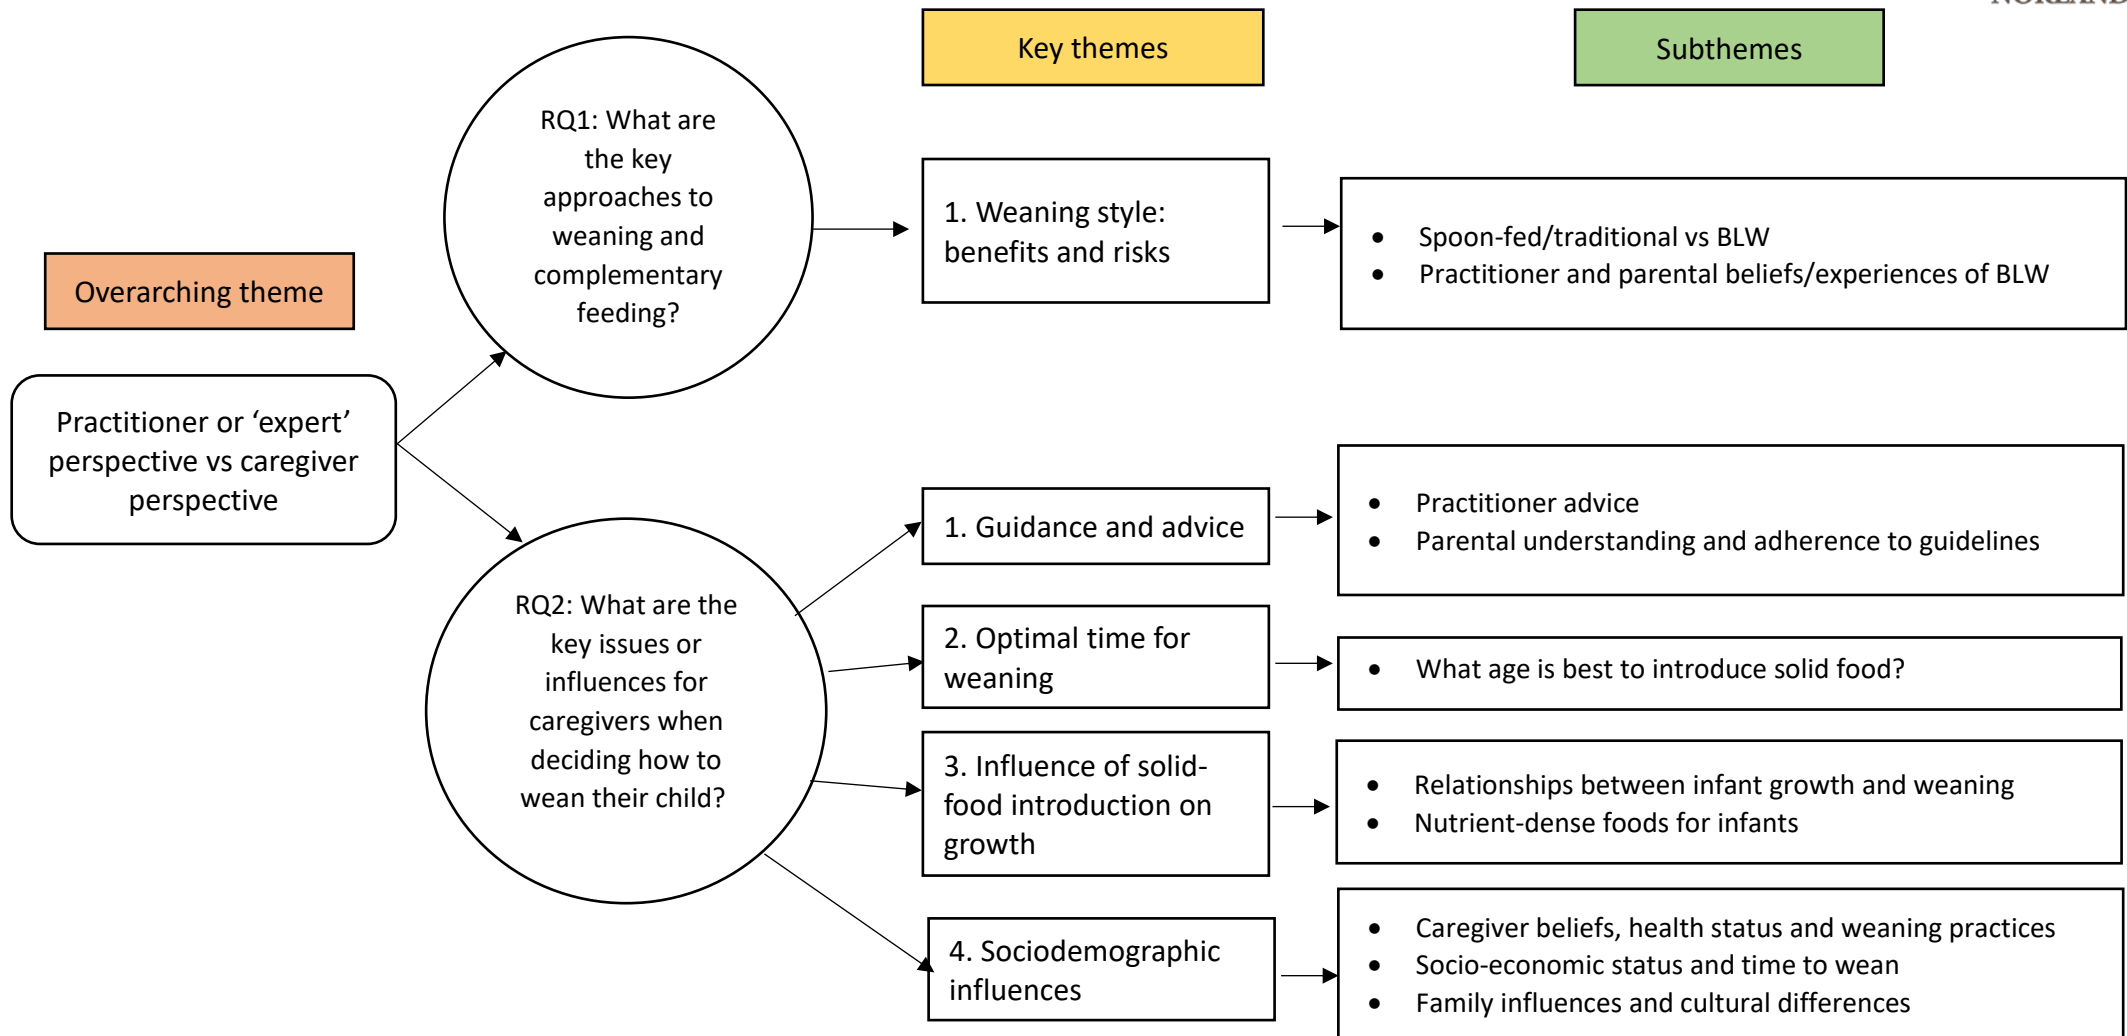 NORLAND
Key themes
Subthemes
Overarching theme
Practitioner or ‘expert’
perspective vs caregiver
perspective
RQ1: What are
the key
approaches to
weaning and
complementary
feeding?
1. Weaning style:
benefits and risks
• Spoon-fed/traditional vs BLW
• Practitioner and parental beliefs/experiences of BLW
RQ2: What are the
key issues or
influences for
caregivers when
deciding how to
wean their child?
1. Guidance and advice
• Practitioner advice
• Parental understanding and adherence to guidelines
2. Optimal time for
weaning
• What age is best to introduce solid food?
3. Influence of solid-
food introduction on
growth
• Relationships between infant growth and weaning
• Nutrient-dense foods for infants
4. Sociodemographic
influences
• Caregiver beliefs, health status and weaning practices
• Socio-economic status and time to wean
• Family influences and cultural differences